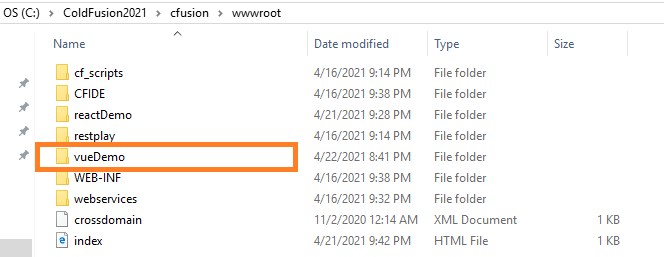 OS (C:) > ColdFusion2021 > cfusion > wwwroot
Name Date modified Type Size
cf_scripts 4/16/2021 9:14 PM File folder
CFIDE 4/16/2021 9:38 PM File folder
reactDemo 4/21/2021 9:28 PM File folder
restplay 4/16/2021 9:14 PM File folder
vueDemo 4/22/2021 8:41 PM File folder
WEB-INF 4/16/2021 9:38 PM File folder
webservices 4/16/2021 9:32 PM File folder
crossdomain 11/2/2020 12:14 AM XML Document 1 KB
index 4/21/2021 9:42 PM HTML File 1 KB